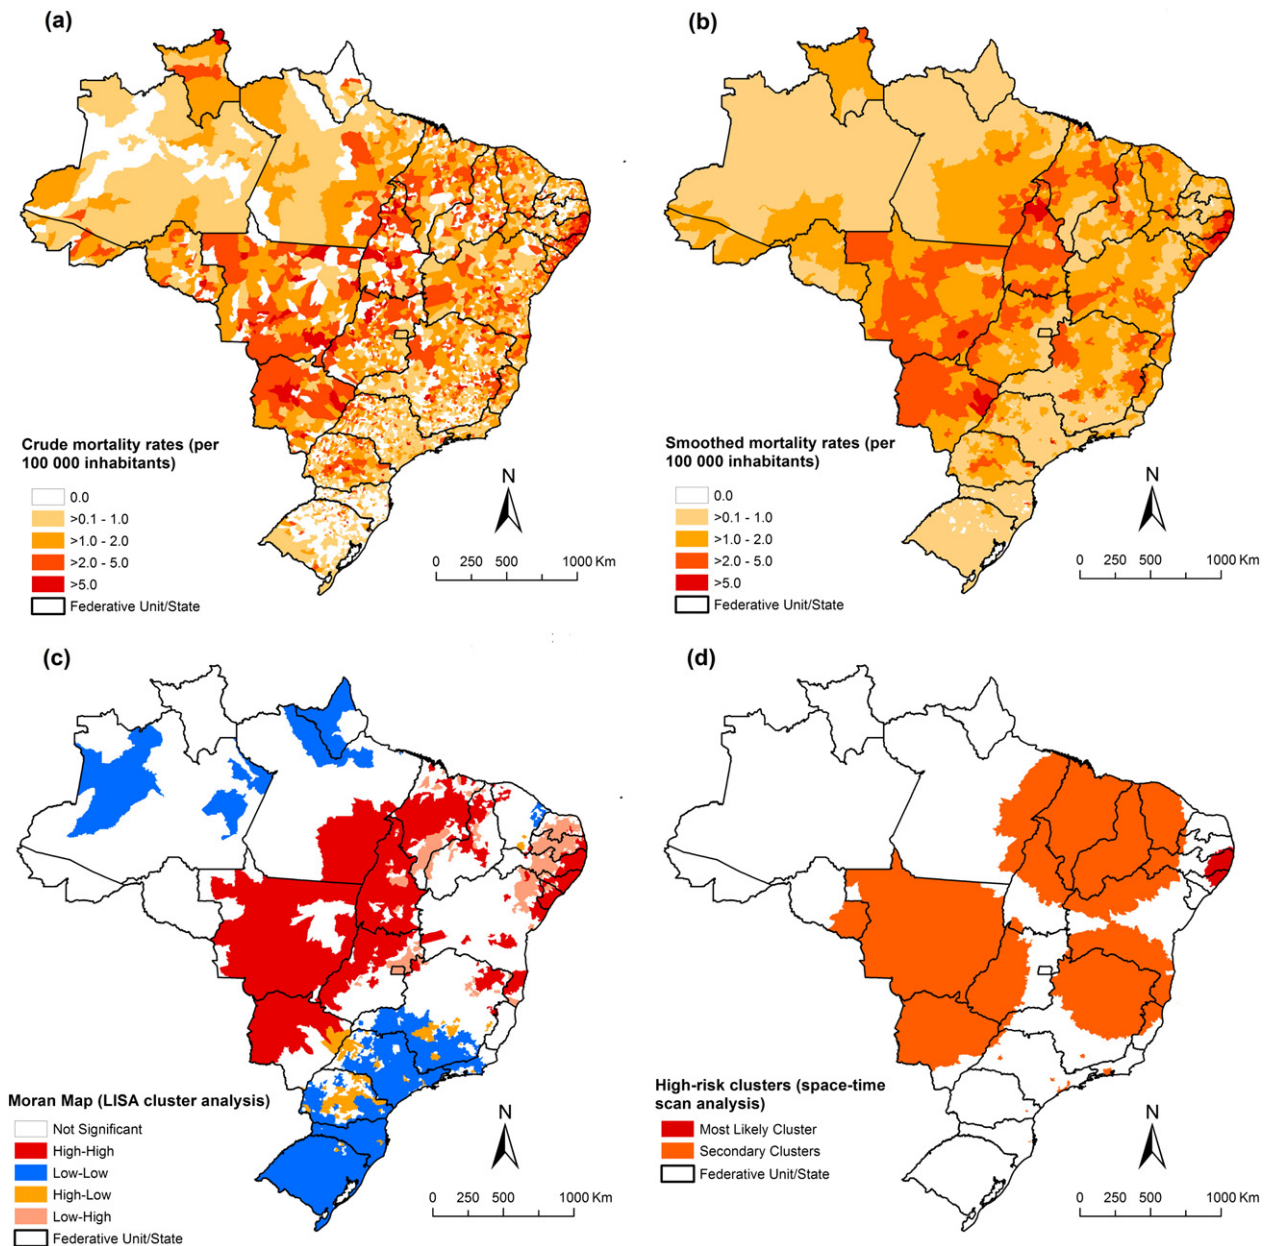 (a)
Crude mortality rates (per
100 000 inhabitants)
0.0
>0.1 - 1.0
>1.0 - 2.0
>2.0 - 5.0
>5.0
Federative Unit/State
N
0 250 500 1000 Km
(b)
Smoothed mortality rates (per
100 000 inhabitants)
0.0
>0.1 - 1.0
>1.0 - 2.0
>2.0 - 5.0
>5.0
Federative Unit/State
N
0 250 500 1000 Km
(c)
Moran Map (LISA cluster analysis)
Not Significant
High-High
Low-Low
High-Low
Low-High
Federative Unit/State
N
0 250 500 1000 Km
(d)
High-risk clusters (space-time
scan analysis)
Most Likely Cluster
Secondary Clusters
Federative Unit/State
N
0 250 500 1000 Km